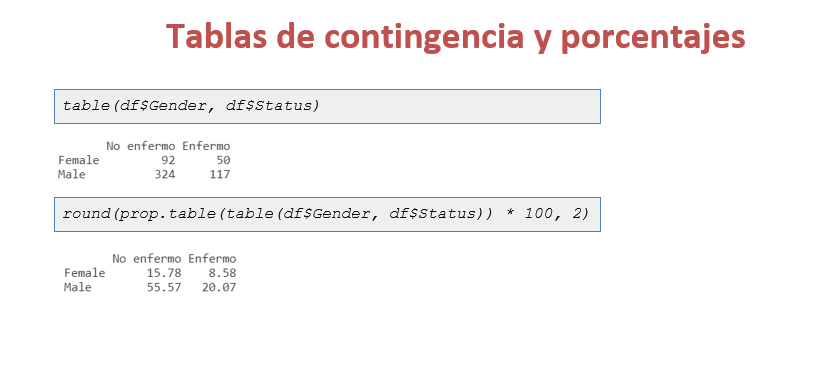 Tablas de contingencia y porcentajes
table(df$Gender, df$Status)
No enfermo Enfermo
Female 92 50
Male 324 117
round(prop.table(table(df$Gender, df$Status)) * 100, 2)
No enfermo Enfermo
Female 15.78 8.58
Male 55.57 20.07